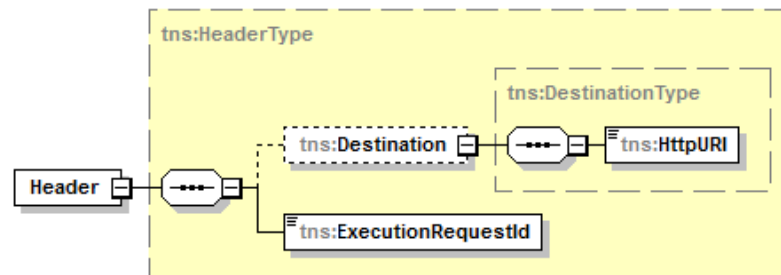 tns:HeaderType
tns:DestinationType
tns:Destination
tns:HttpURI
Header
tns:ExecutionRequestId